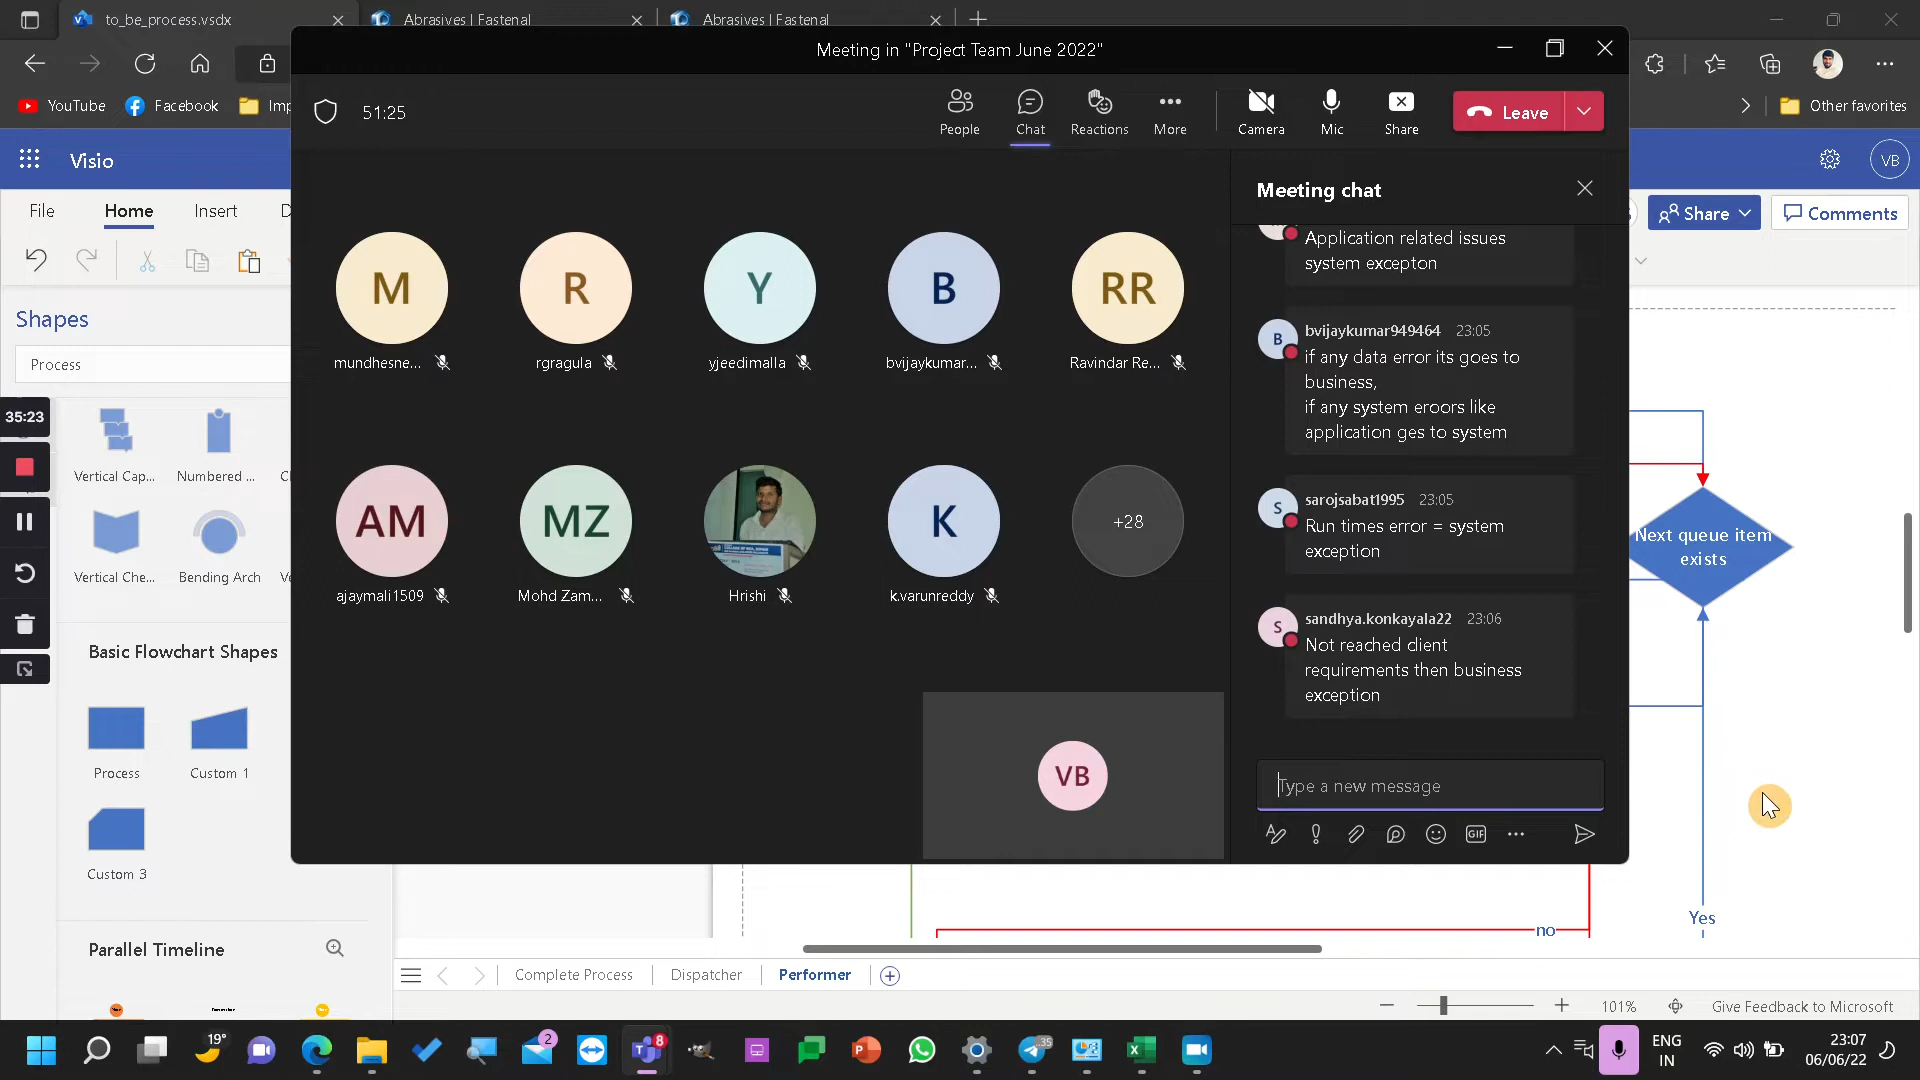 to_be_process.vsdx
Abrasives | Fastenal
Abrasives | Fastenal
Meeting in "Project Team June 2022"
YouTube
Facebook
Imp
Other favorites
51:25
People
Chat
Reactions
More
Camera
Mic
Share
Leave
Visio
VB
File
Home
Insert
D
Share
Comments
Shapes
Process
35:23
Vertical Cap...
Numbered ...
Vertical Che...
Bending Arch
Basic Flowchart Shapes
Process
Custom 1
Custom 3
Parallel Timeline
M
R
Y
B
RR
mundhesne...
rgragula
yjeedimalla
bvijaykumar...
Ravindar Re...
AM
MZ
K
+28
ajaymali1509
Mohd Zam...
Hrishi
k.varunreddy
VB
Meeting chat
Application related issues
system excepton
B
bvijaykumar949464 23:05
if any data error its goes to
business,
if any system eroors like
application ges to system
S
sarojsabat1995 23:05
Run times error = system
exception
S
sandhya.konkayala22 23:06
Not reached client
requirements then business
exception
Type a new message
GIF
Next queue item
exists
Yes
no
Complete Process
Dispatcher
Performer
101%
Give Feedback to Microsoft
19°
2
8
35
ENG
IN
23:07
06/06/22